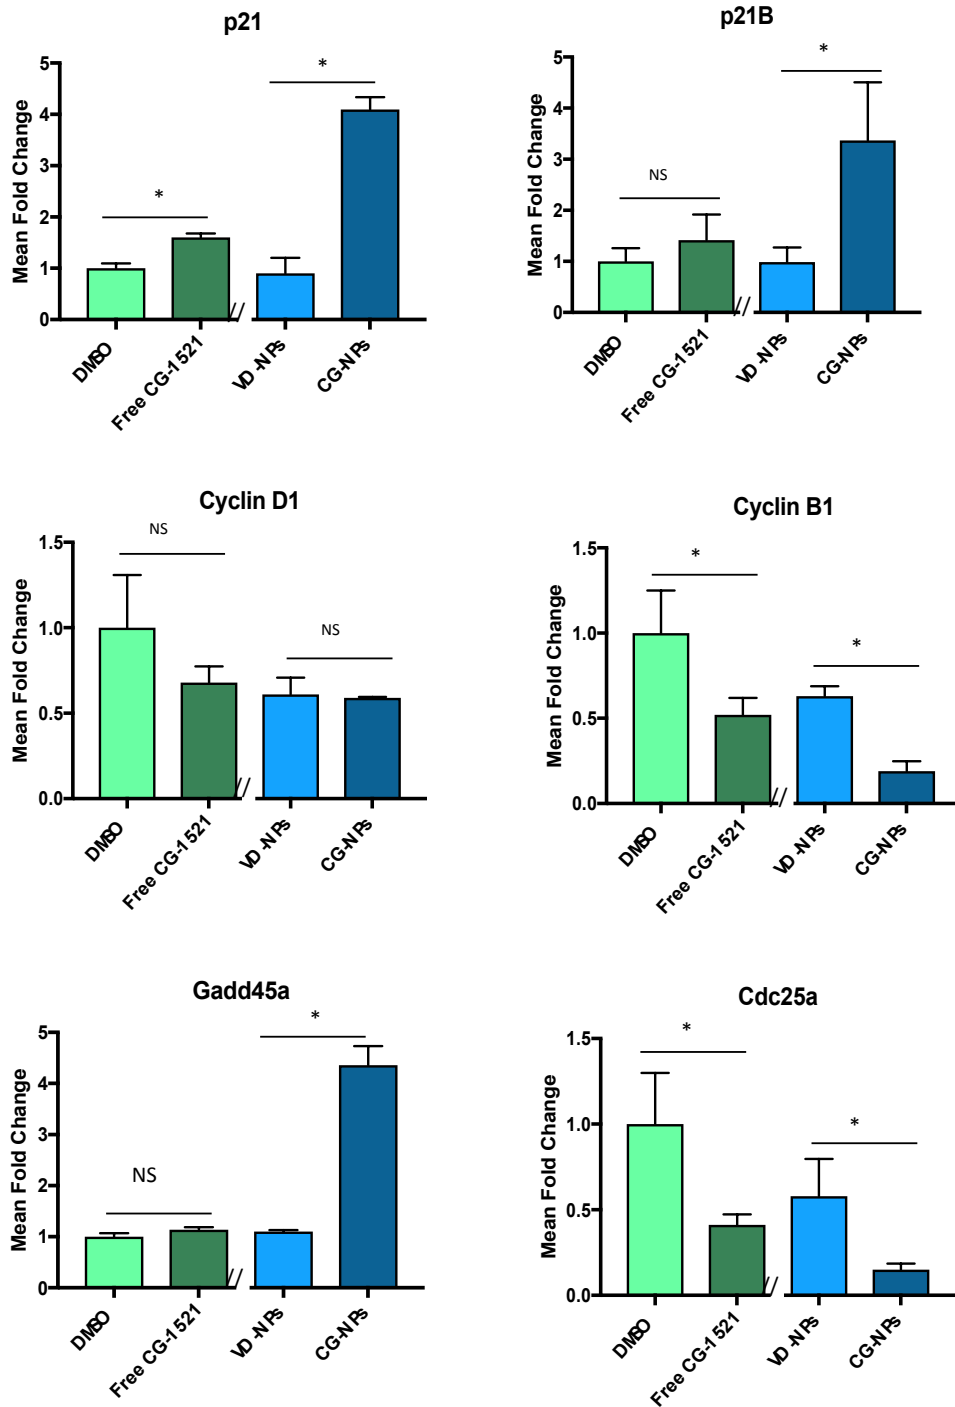 p21
Mean Fold Change
5
4
3
2
1
0
*
*
//
DMSO
Free CG-1521
VD-NPs
CG-NPs
p21B
Mean Fold Change
5
4
3
2
1
0
NS
*
//
DMSO
Free CG-1521
VD-NPs
CG-NPs
Cyclin D1
Mean Fold Change
1.5
1.0
0.5
0.0
NS
NS
//
DMSO
Free CG-1521
VD-NPs
CG-NPs
Cyclin B1
Mean Fold Change
1.5
1.0
0.5
0.0
*
*
//
DMSO
Free CG-1521
VD-NPs
CG-NPs
Gadd45a
Mean Fold Change
5
4
3
2
1
0
NS
*
//
DMSO
Free CG-1521
VD-NPs
CG-NPs
Cdc25a
Mean Fold Change
1.5
1.0
0.5
0.0
*
*
//
DMSO
Free CG-1521
VD-NPs
CG-NPs